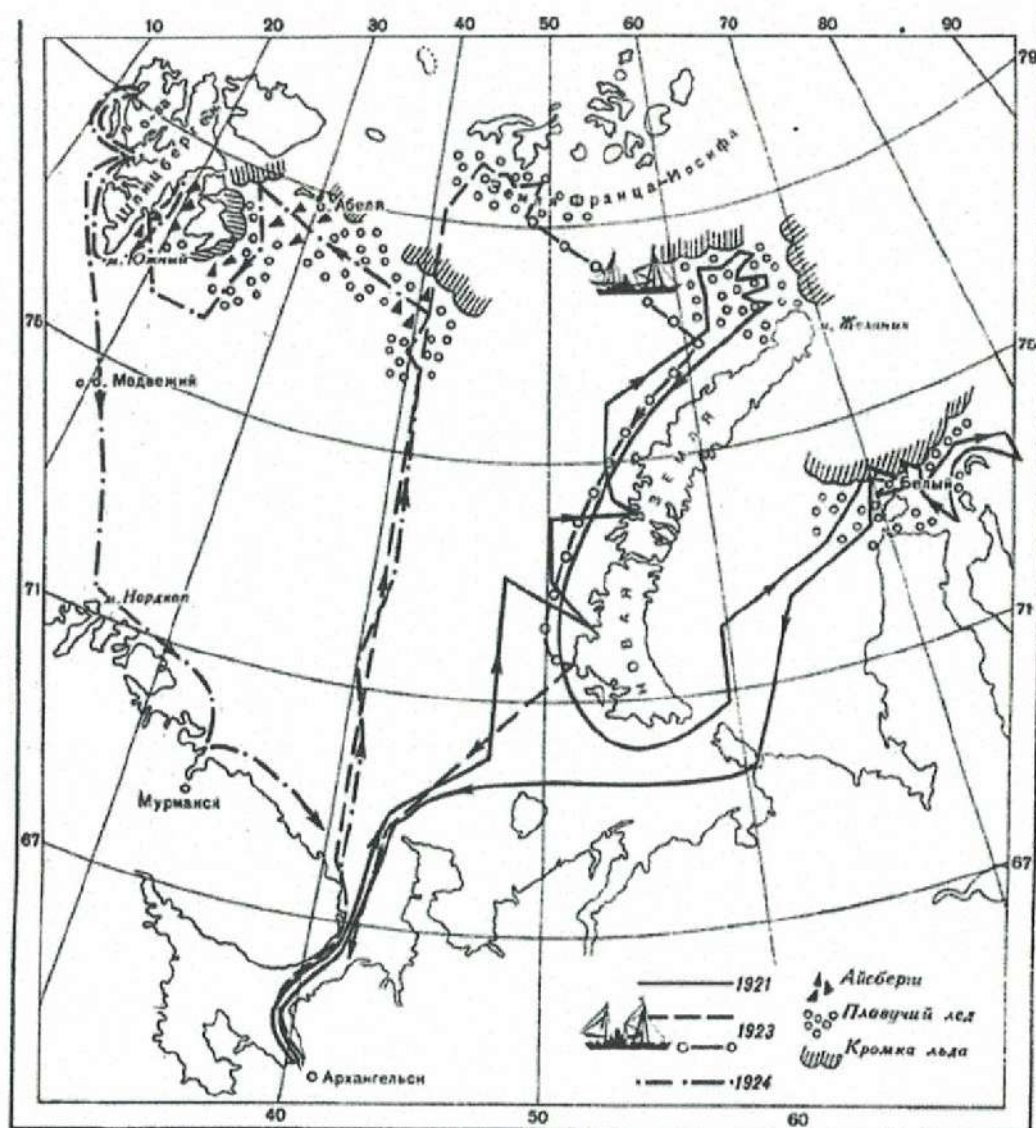 10 20 30 40 50 60 70 80 90
79
Шпицберген
Земля Франца-Иосифа
Абеля
м. Южный
м. Желания
75
Медвежий
НОВАЯ ЗЕМЛЯ
Белый
71
71
м. Нордкап
Мурманск
67
67
1921
1923
1924
Айсберги
Плавучий лед
Кромка льда
Архангельск
40 50 60